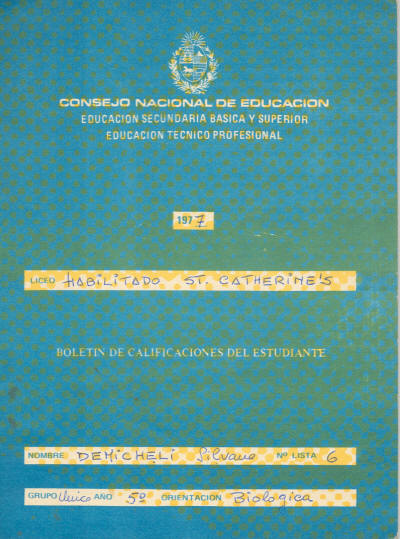 CONSEJO NACIONAL DE EDUCACION
EDUCACION SECUNDARIA BASICA Y SUPERIOR
EDUCACION TECNICO PROFESIONAL
1977
LICEO HABILITADO ST. CATHERINE'S
BOLETIN DE CALIFICACIONES DEL ESTUDIANTE
NOMBRE DEMICHELI Silvana Nº LISTA 6
GRUPO Unico AÑO 5º ORIENTACION Biologica